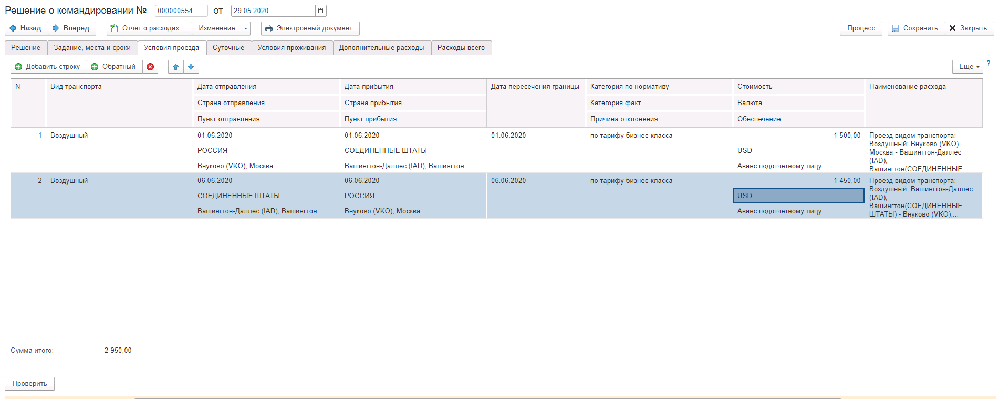 Решение о командировании № 000000554 от 29.05.2020
Назад Вперед Отчет о расходах... Изменение... Электронный документ Процесс Сохранить Закрыть
Решение Задание, места и сроки Условия проезда Суточные Условия проживания Дополнительные расходы Расходы всего
Добавить строку Обратный Еще ?
N Вид транспорта Дата отправления Дата прибытия Дата пересечения границы Категория по нормативу Стоимость Наименование расхода
Страна отправления Страна прибытия Категория факт Валюта
Пункт отправления Пункт прибытия Причина отклонения Обеспечение
1 Воздушный 01.06.2020 01.06.2020 01.06.2020 по тарифу бизнес-класса 1 500,00 Проезд видом транспорта:
Воздушный; Внуково (VKO),
РОССИЯ СОЕДИНЕННЫЕ ШТАТЫ USD Москва - Вашингтон-Даллес
(IAD),
Внуково (VKO), Москва Вашингтон-Даллес (IAD), Вашингтон Аванс подотчетному лицу Вашингтон(СОЕДИНЕННЫЕ...
2 Воздушный 06.06.2020 06.06.2020 06.06.2020 по тарифу бизнес-класса 1 450,00 Проезд видом транспорта:
Воздушный; Вашингтон-Даллес
СОЕДИНЕННЫЕ ШТАТЫ РОССИЯ USD (IAD),
Вашингтон(СОЕДИНЕННЫЕ
Вашингтон-Даллес (IAD), Вашингтон Внуково (VKO), Москва Аванс подотчетному лицу ШТАТЫ) - Внуково (VKO),...
Сумма итого: 2 950,00
Проверить